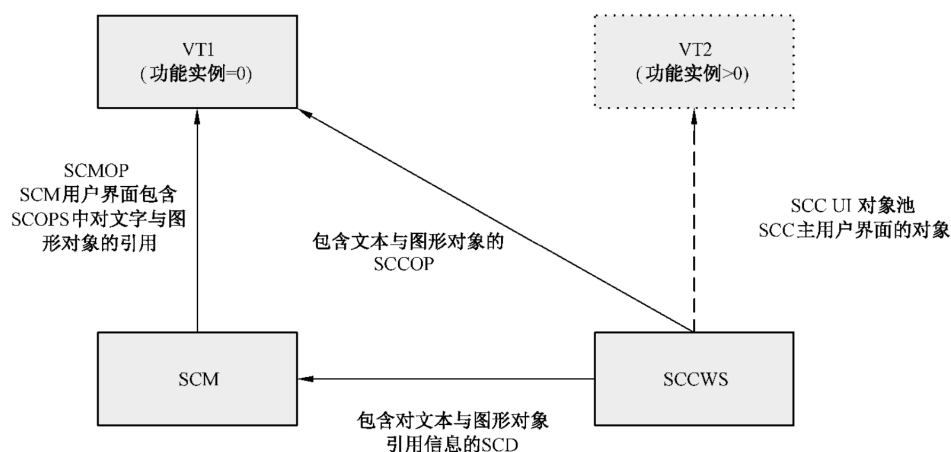 VT1
(功能实例=0)
VT2
(功能实例>0)
SCMOP
SCM用户界面包含
SCOPS中对文字与图
形对象的引用
包含文本与图形对象的
SCCOP
SCC UI 对象池
SCC主用户界面的对象
SCM
SCCWS
包含对文本与图形对象
引用信息的SCD